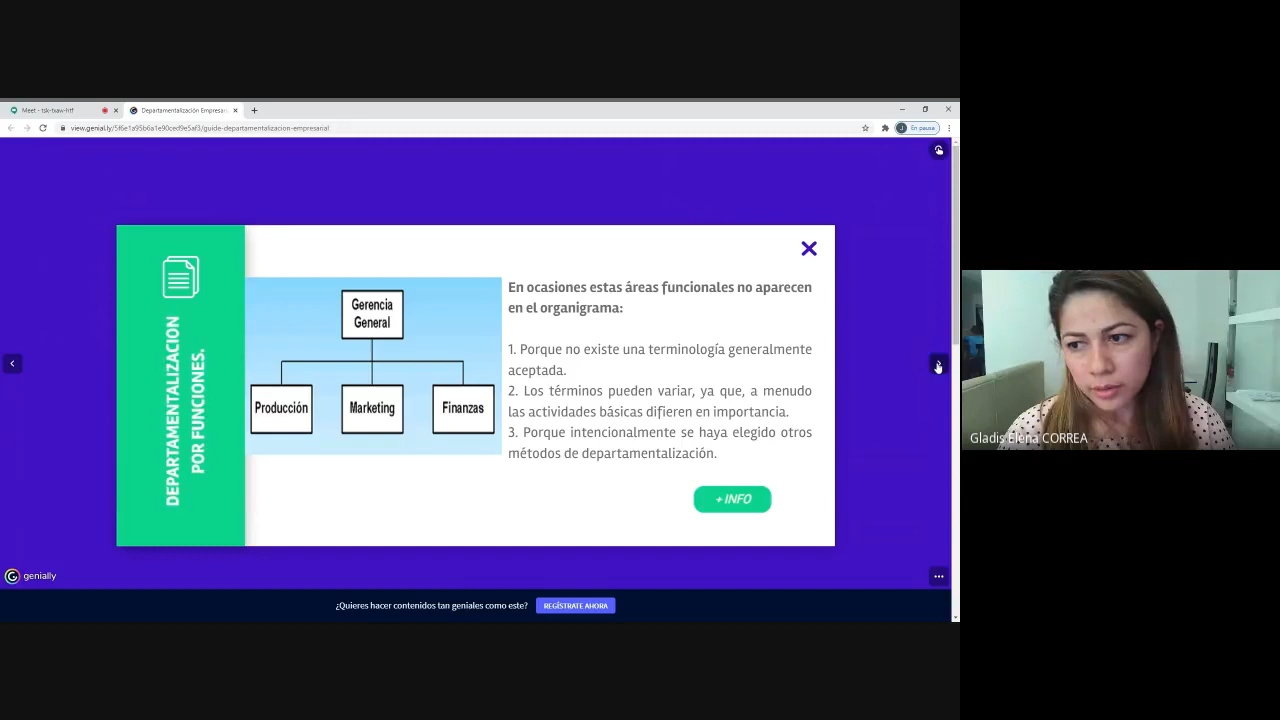 Meet - tsk-txaw-htf
Departamentalización Empresar
view.genial.ly/5f6e1a95b6a1e90ced9e5af3/guide-departamentalizacion-empresarial
J
En pausa
DEPARTAMENTALIZACION
POR FUNCIONES.
Gerencia
General
Producción
Marketing
Finanzas
En ocasiones estas áreas funcionales no aparecen
en el organigrama:
1. Porque no existe una terminología generalmente
aceptada.
2. Los términos pueden variar, ya que, a menudo
las actividades básicas difieren en importancia.
3. Porque intencionalmente se haya elegido otros
métodos de departamentalización.
+ INFO
genially
¿Quieres hacer contenidos tan geniales como este?
REGÍSTRATE AHORA
Gladis Elena CORREA